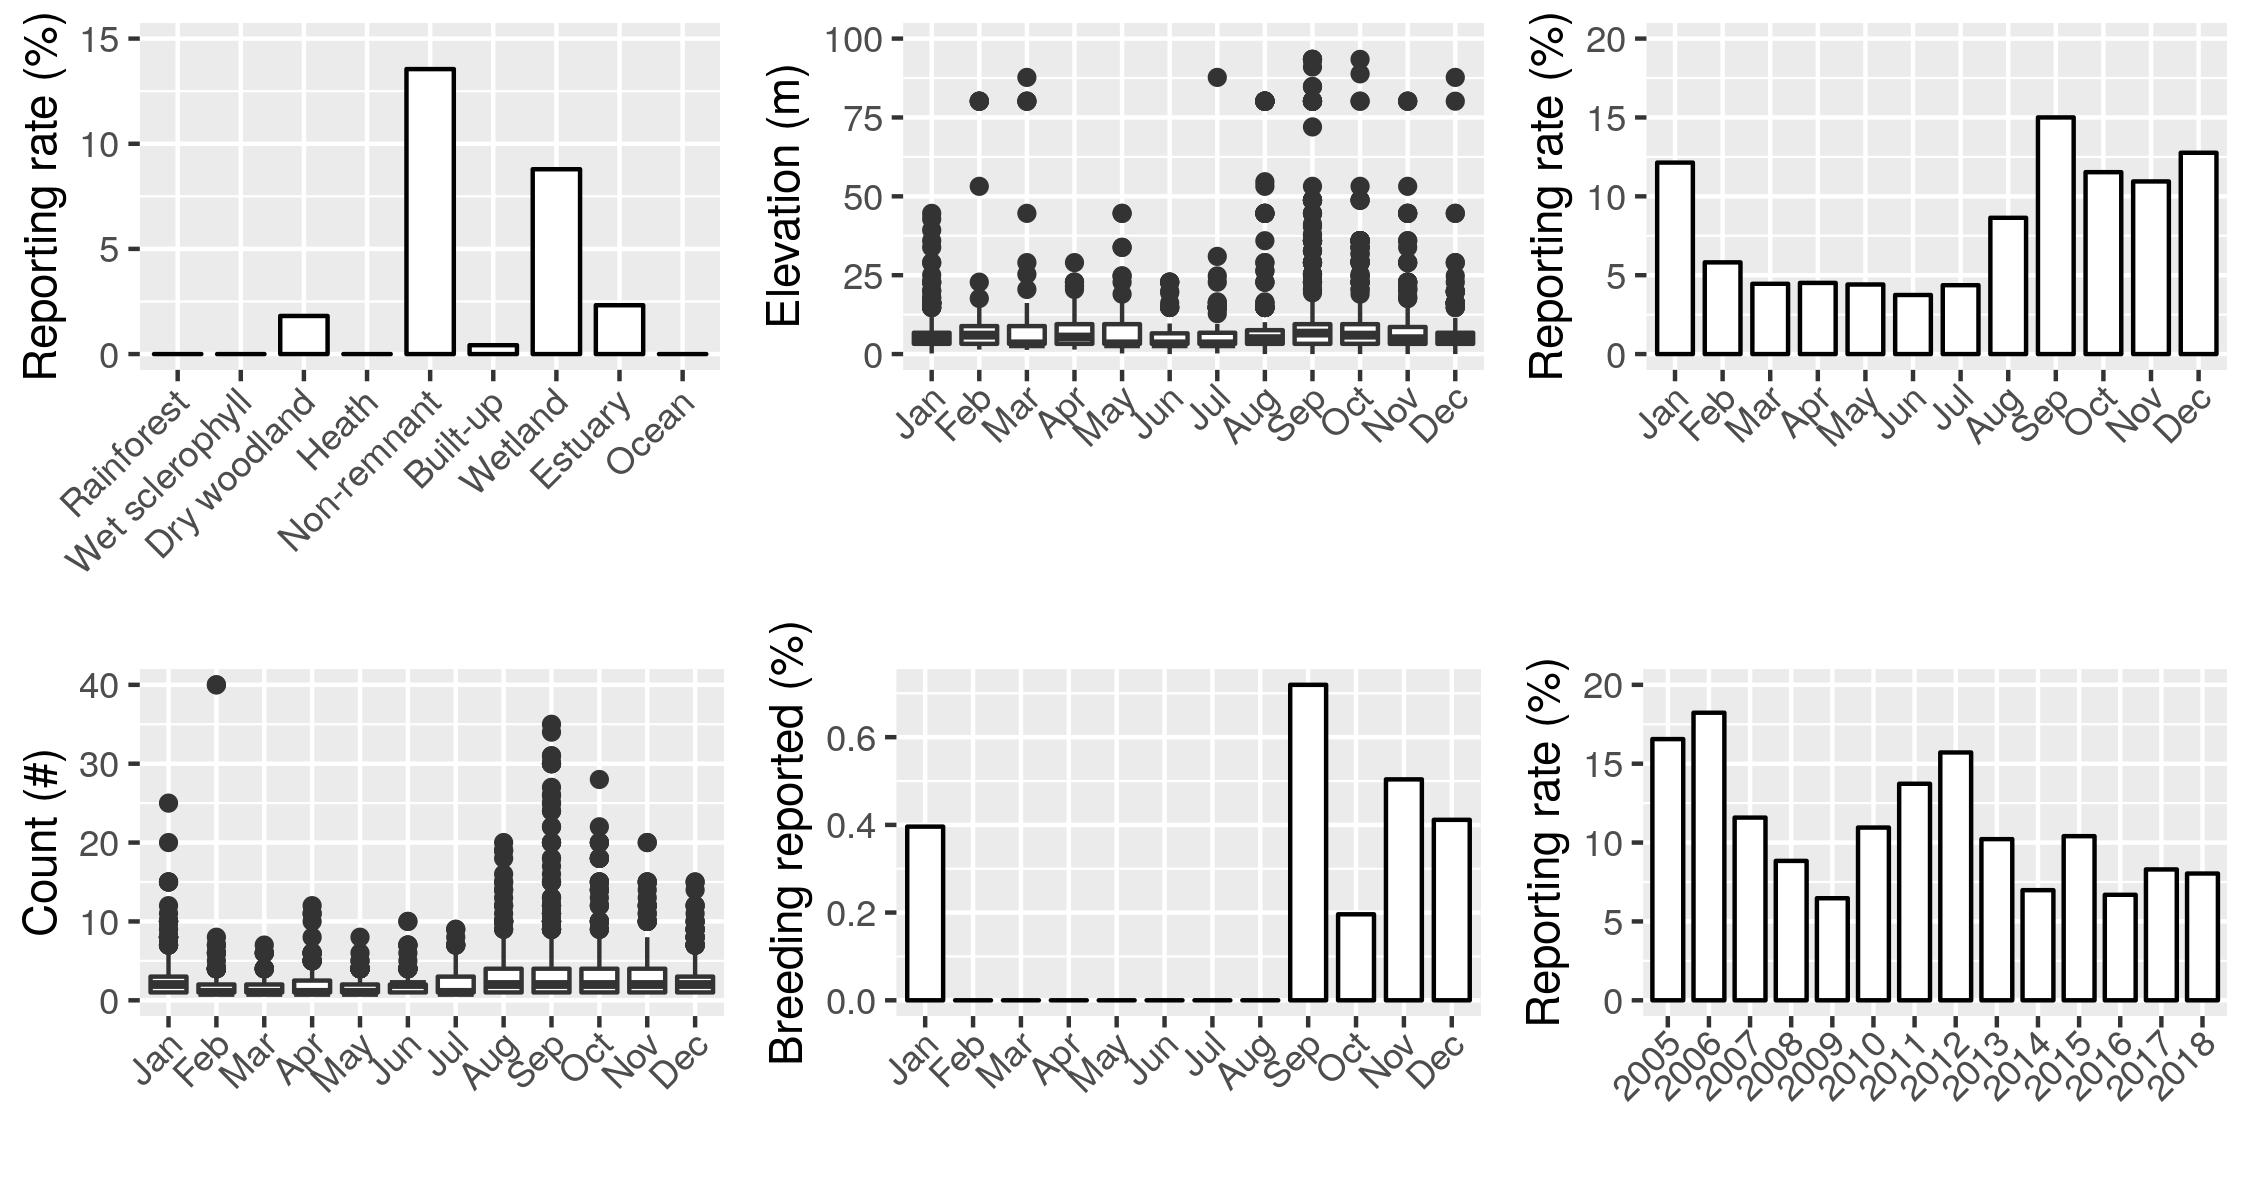 Reporting rate (%)
15
10
5
0
Rainforest
Wet sclerophyll
Dry woodland
Heath
Non-remnant
Built-up
Wetland
Estuary
Ocean
Elevation (m)
100
75
50
25
0
Jan
Feb
Mar
Apr
May
Jun
Jul
Aug
Sep
Oct
Nov
Dec
Reporting rate (%)
20
15
10
5
0
Jan
Feb
Mar
Apr
May
Jun
Jul
Aug
Sep
Oct
Nov
Dec
Count (#)
40
30
20
10
0
Jan
Feb
Mar
Apr
May
Jun
Jul
Aug
Sep
Oct
Nov
Dec
Breeding reported (%)
0.6
0.4
0.2
0.0
Jan
Feb
Mar
Apr
May
Jun
Jul
Aug
Sep
Oct
Nov
Dec
Reporting rate (%)
20
15
10
5
0
2005
2006
2007
2008
2009
2010
2011
2012
2013
2014
2015
2016
2017
2018